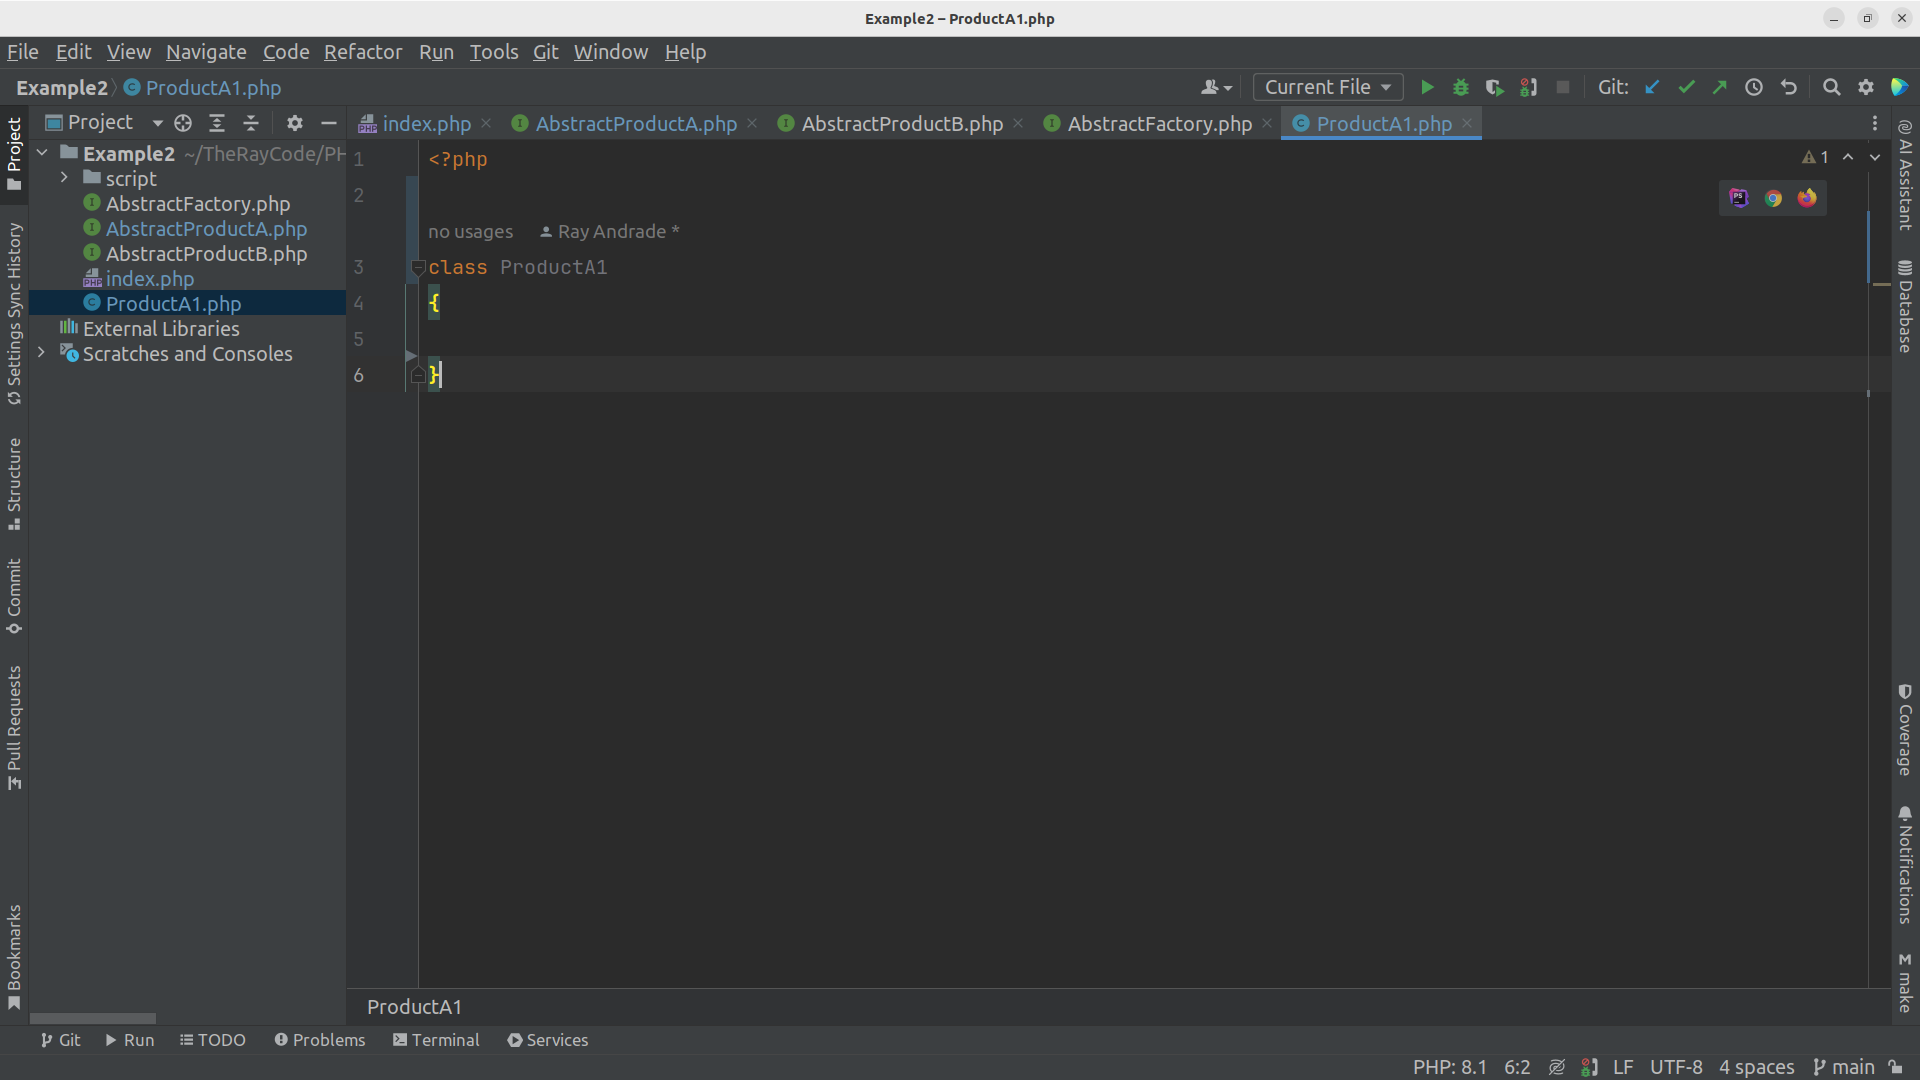 Example2 – ProductA1.php
File Edit View Navigate Code Refactor Run Tools Git Window Help
Example2 ProductA1.php
Current File
Git:
Project
index.php
AbstractProductA.php
AbstractProductB.php
AbstractFactory.php
ProductA1.php
Project
Settings Sync History
Structure
Commit
Pull Requests
Bookmarks
Example2 ~/TheRayCode/PH
script
AbstractFactory.php
AbstractProductA.php
AbstractProductB.php
index.php
ProductA1.php
External Libraries
Scratches and Consoles
1 <?php
2
no usages Ray Andrade *
3 class ProductA1
4 {
5
6 }
1
AI Assistant
Database
Coverage
Notifications
make
ProductA1
Git Run TODO Problems Terminal Services
PHP: 8.1 6:2 LF UTF-8 4 spaces main